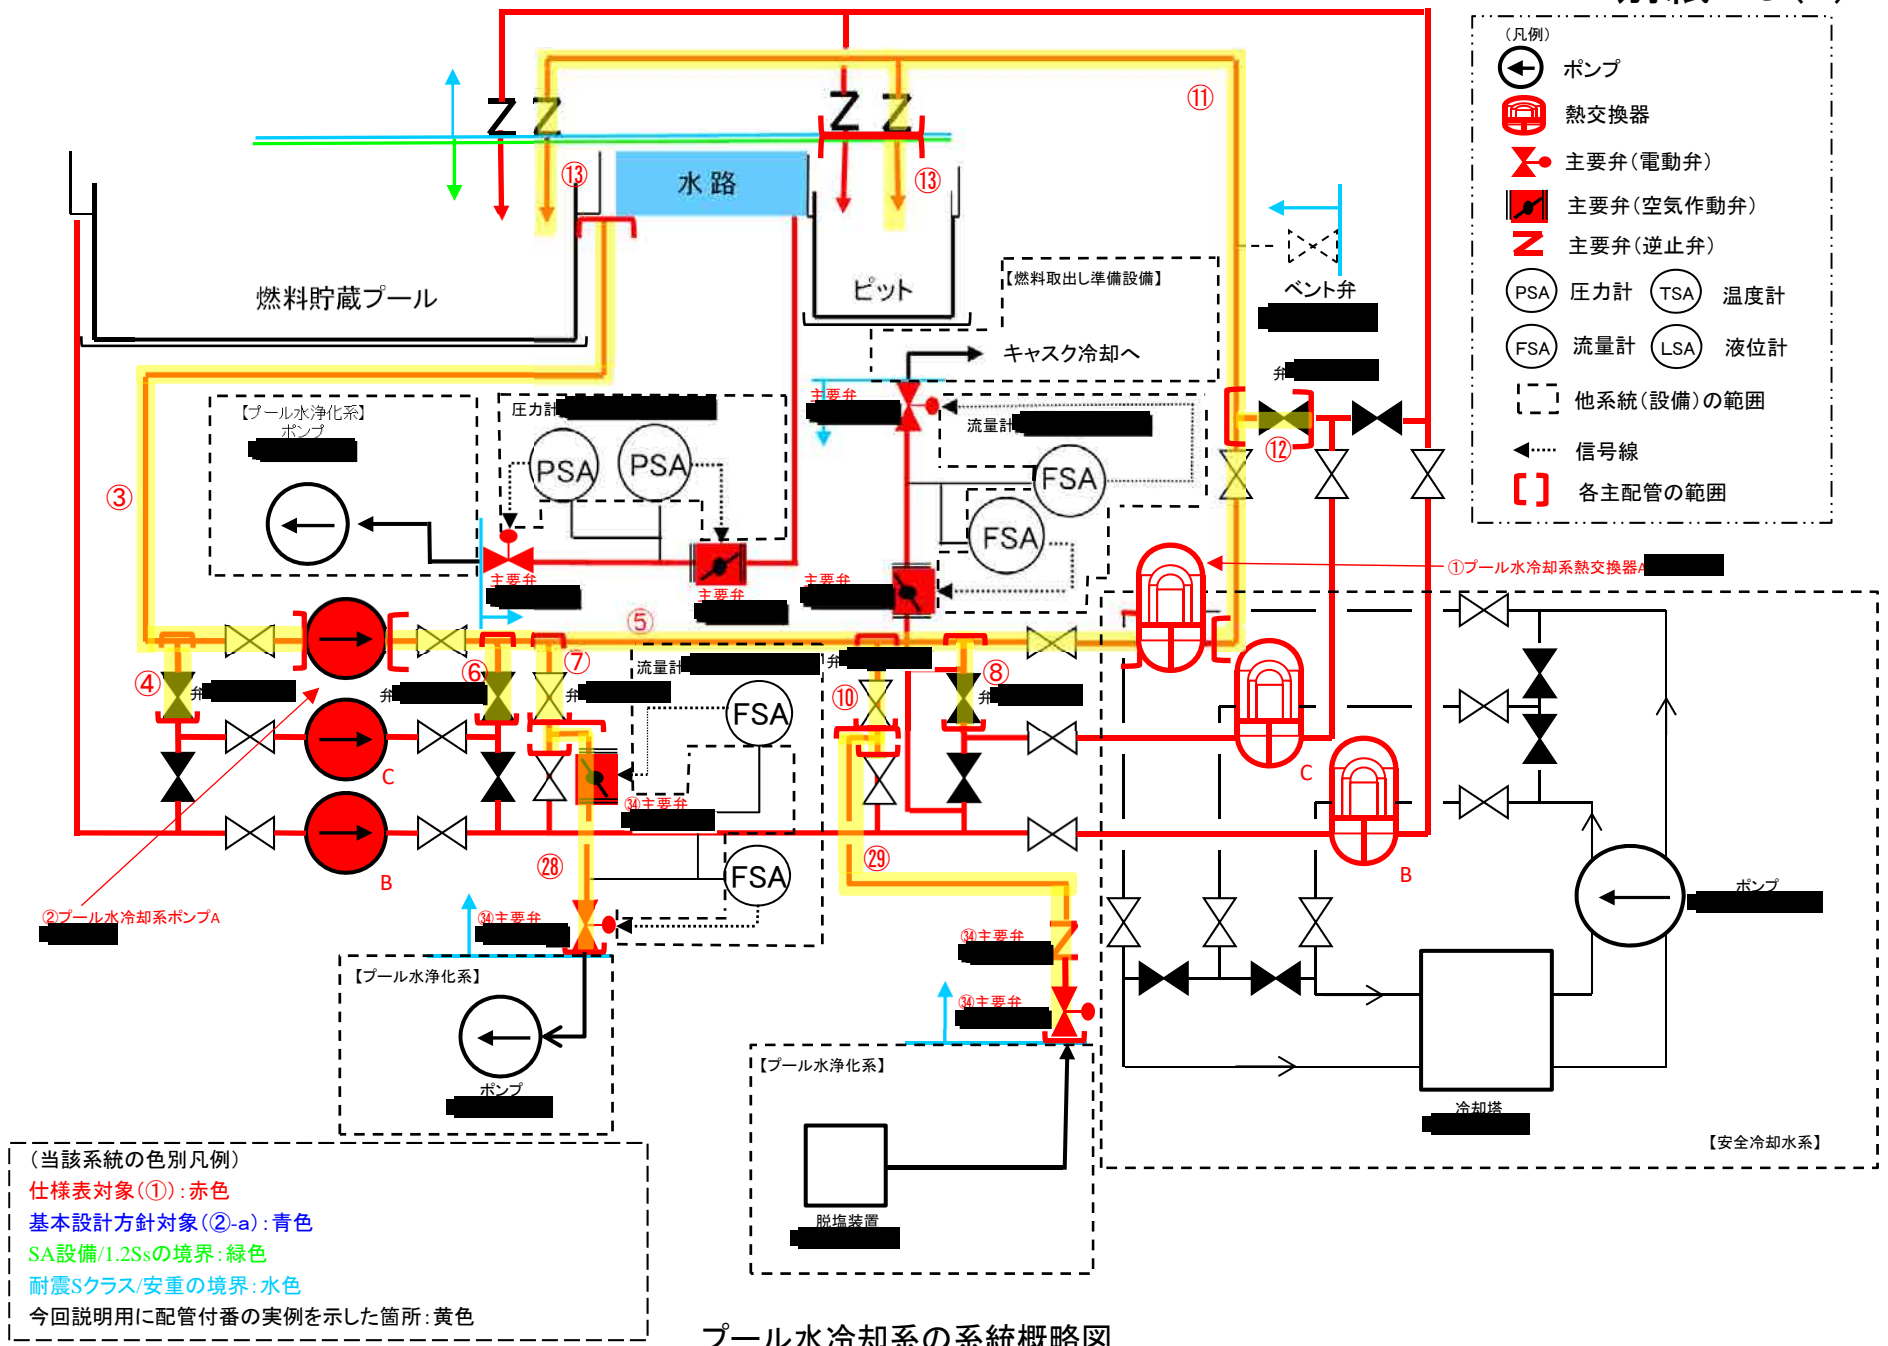 (凡例)
ポンプ
熱交換器
主要弁(電動弁)
主要弁(空気作動弁)
主要弁(逆止弁)
PSA 圧力計 TSA 温度計
FSA 流量計 LSA 液位計
他系統(設備)の範囲
信号線
各主配管の範囲
⑪
⑬
水路
⑬
燃料貯蔵プール
ピット
【燃料取出し準備設備】
ベント弁
キャスク冷却へ
弁
【プール水浄化系】
ポンプ
圧力計
PSA
PSA
主要弁
流量計
FSA
FSA
⑫
③
主要弁
主要弁
主要弁
①プール水冷却系熱交換器A
⑤
④
弁
⑥
弁
⑦
弁
流量計
弁
⑧
弁
⑩
FSA
C
C
㉞主要弁
B
B
㉘
FSA
㉙
②プール水冷却系ポンプA
㉞主要弁
㉞主要弁
㉞主要弁
ポンプ
【プール水浄化系】
ポンプ
【プール水浄化系】
脱塩装置
冷却塔
【安全冷却水系】
(当該系統の色別凡例)
仕様表対象(①):赤色
基本設計方針対象(②-a):青色
SA設備/1.2Ssの境界:緑色
耐震Sクラス/安重の境界:水色
今回説明用に配管付番の実例を示した箇所:黄色
プール水冷却系の系統概略図